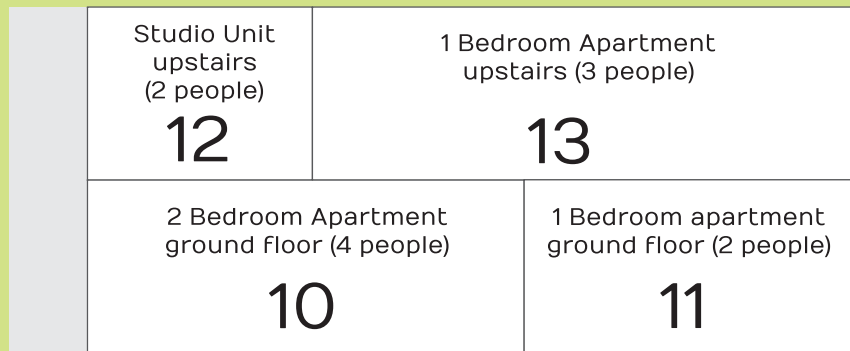 Studio Unit
upstairs
(2 people)
12
1 Bedroom Apartment
upstairs (3 people)
13
2 Bedroom Apartment
ground floor (4 people)
10
1 Bedroom apartment
ground floor (2 people)
11